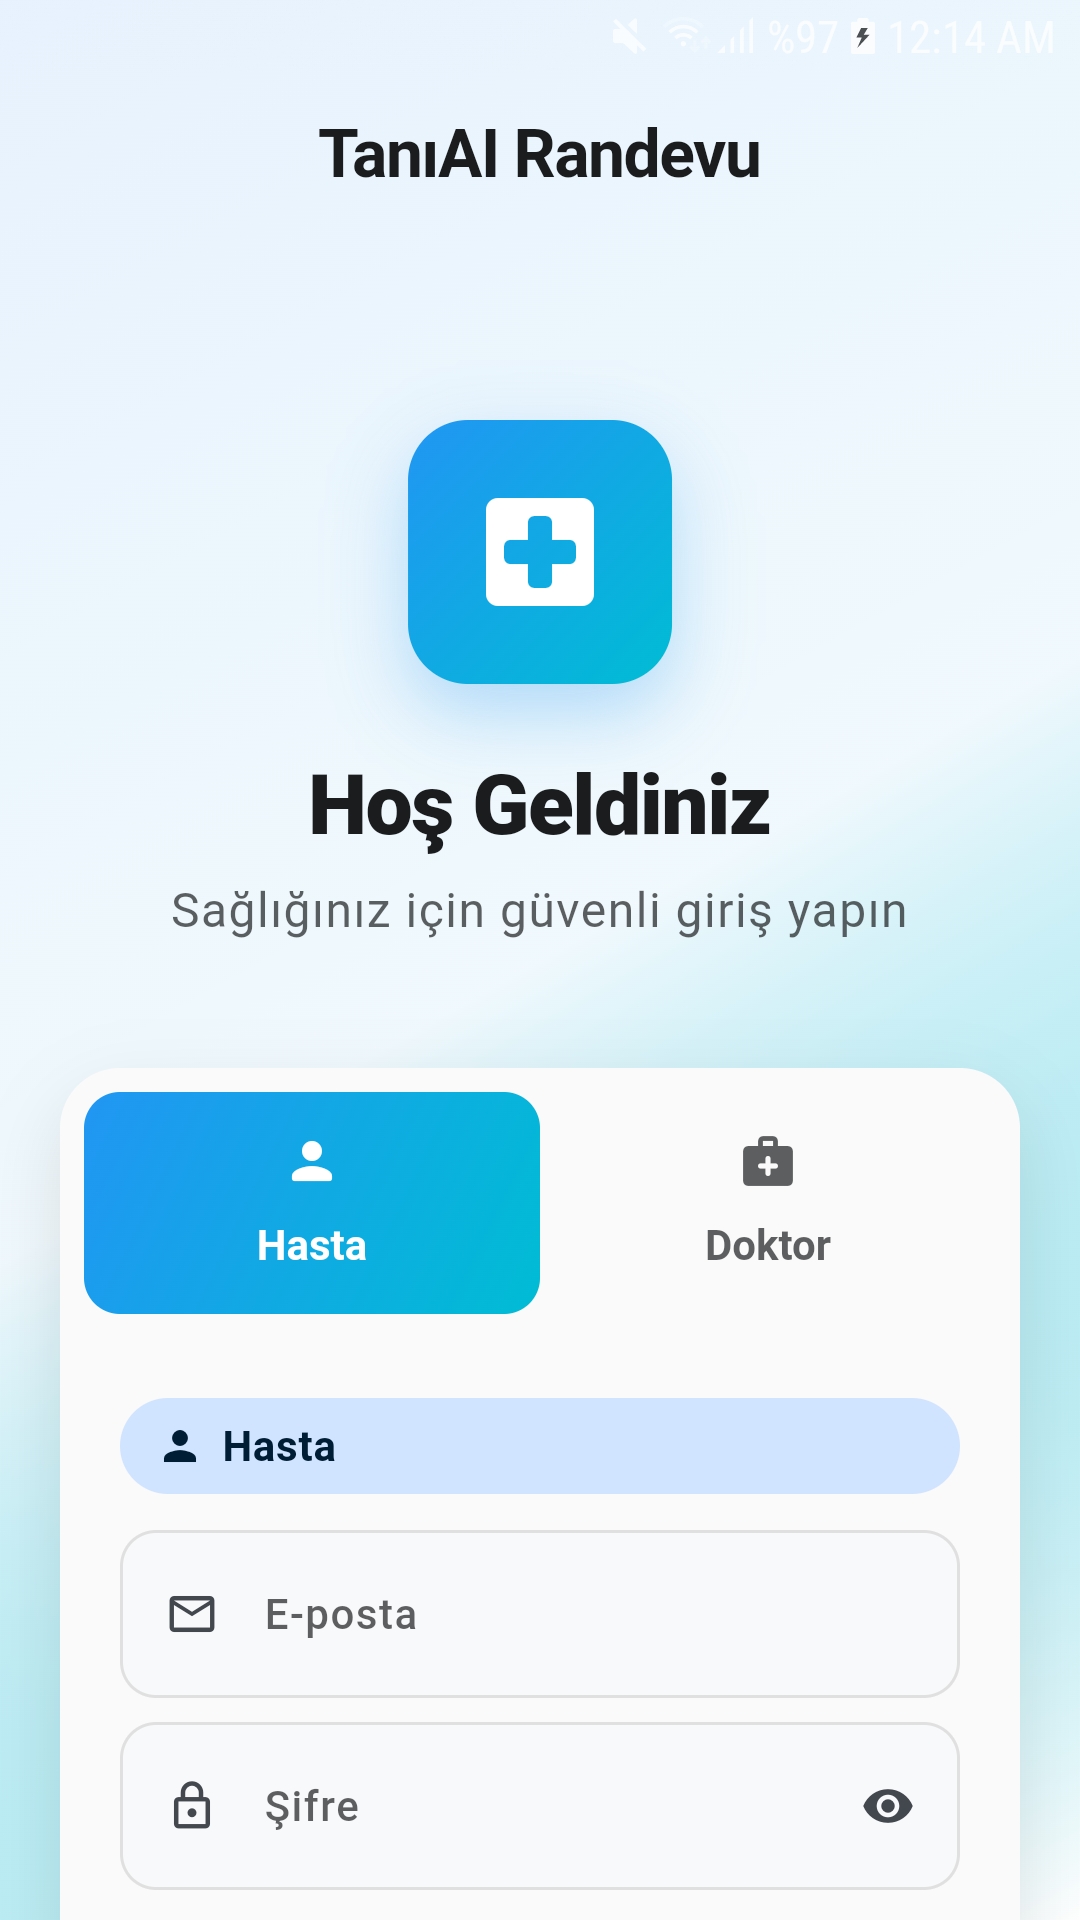 %97 12:14 AM
TanıAI Randevu
Hoş Geldiniz
Sağlığınız için güvenli giriş yapın
Hasta
Doktor
Hasta
E-posta
Şifre